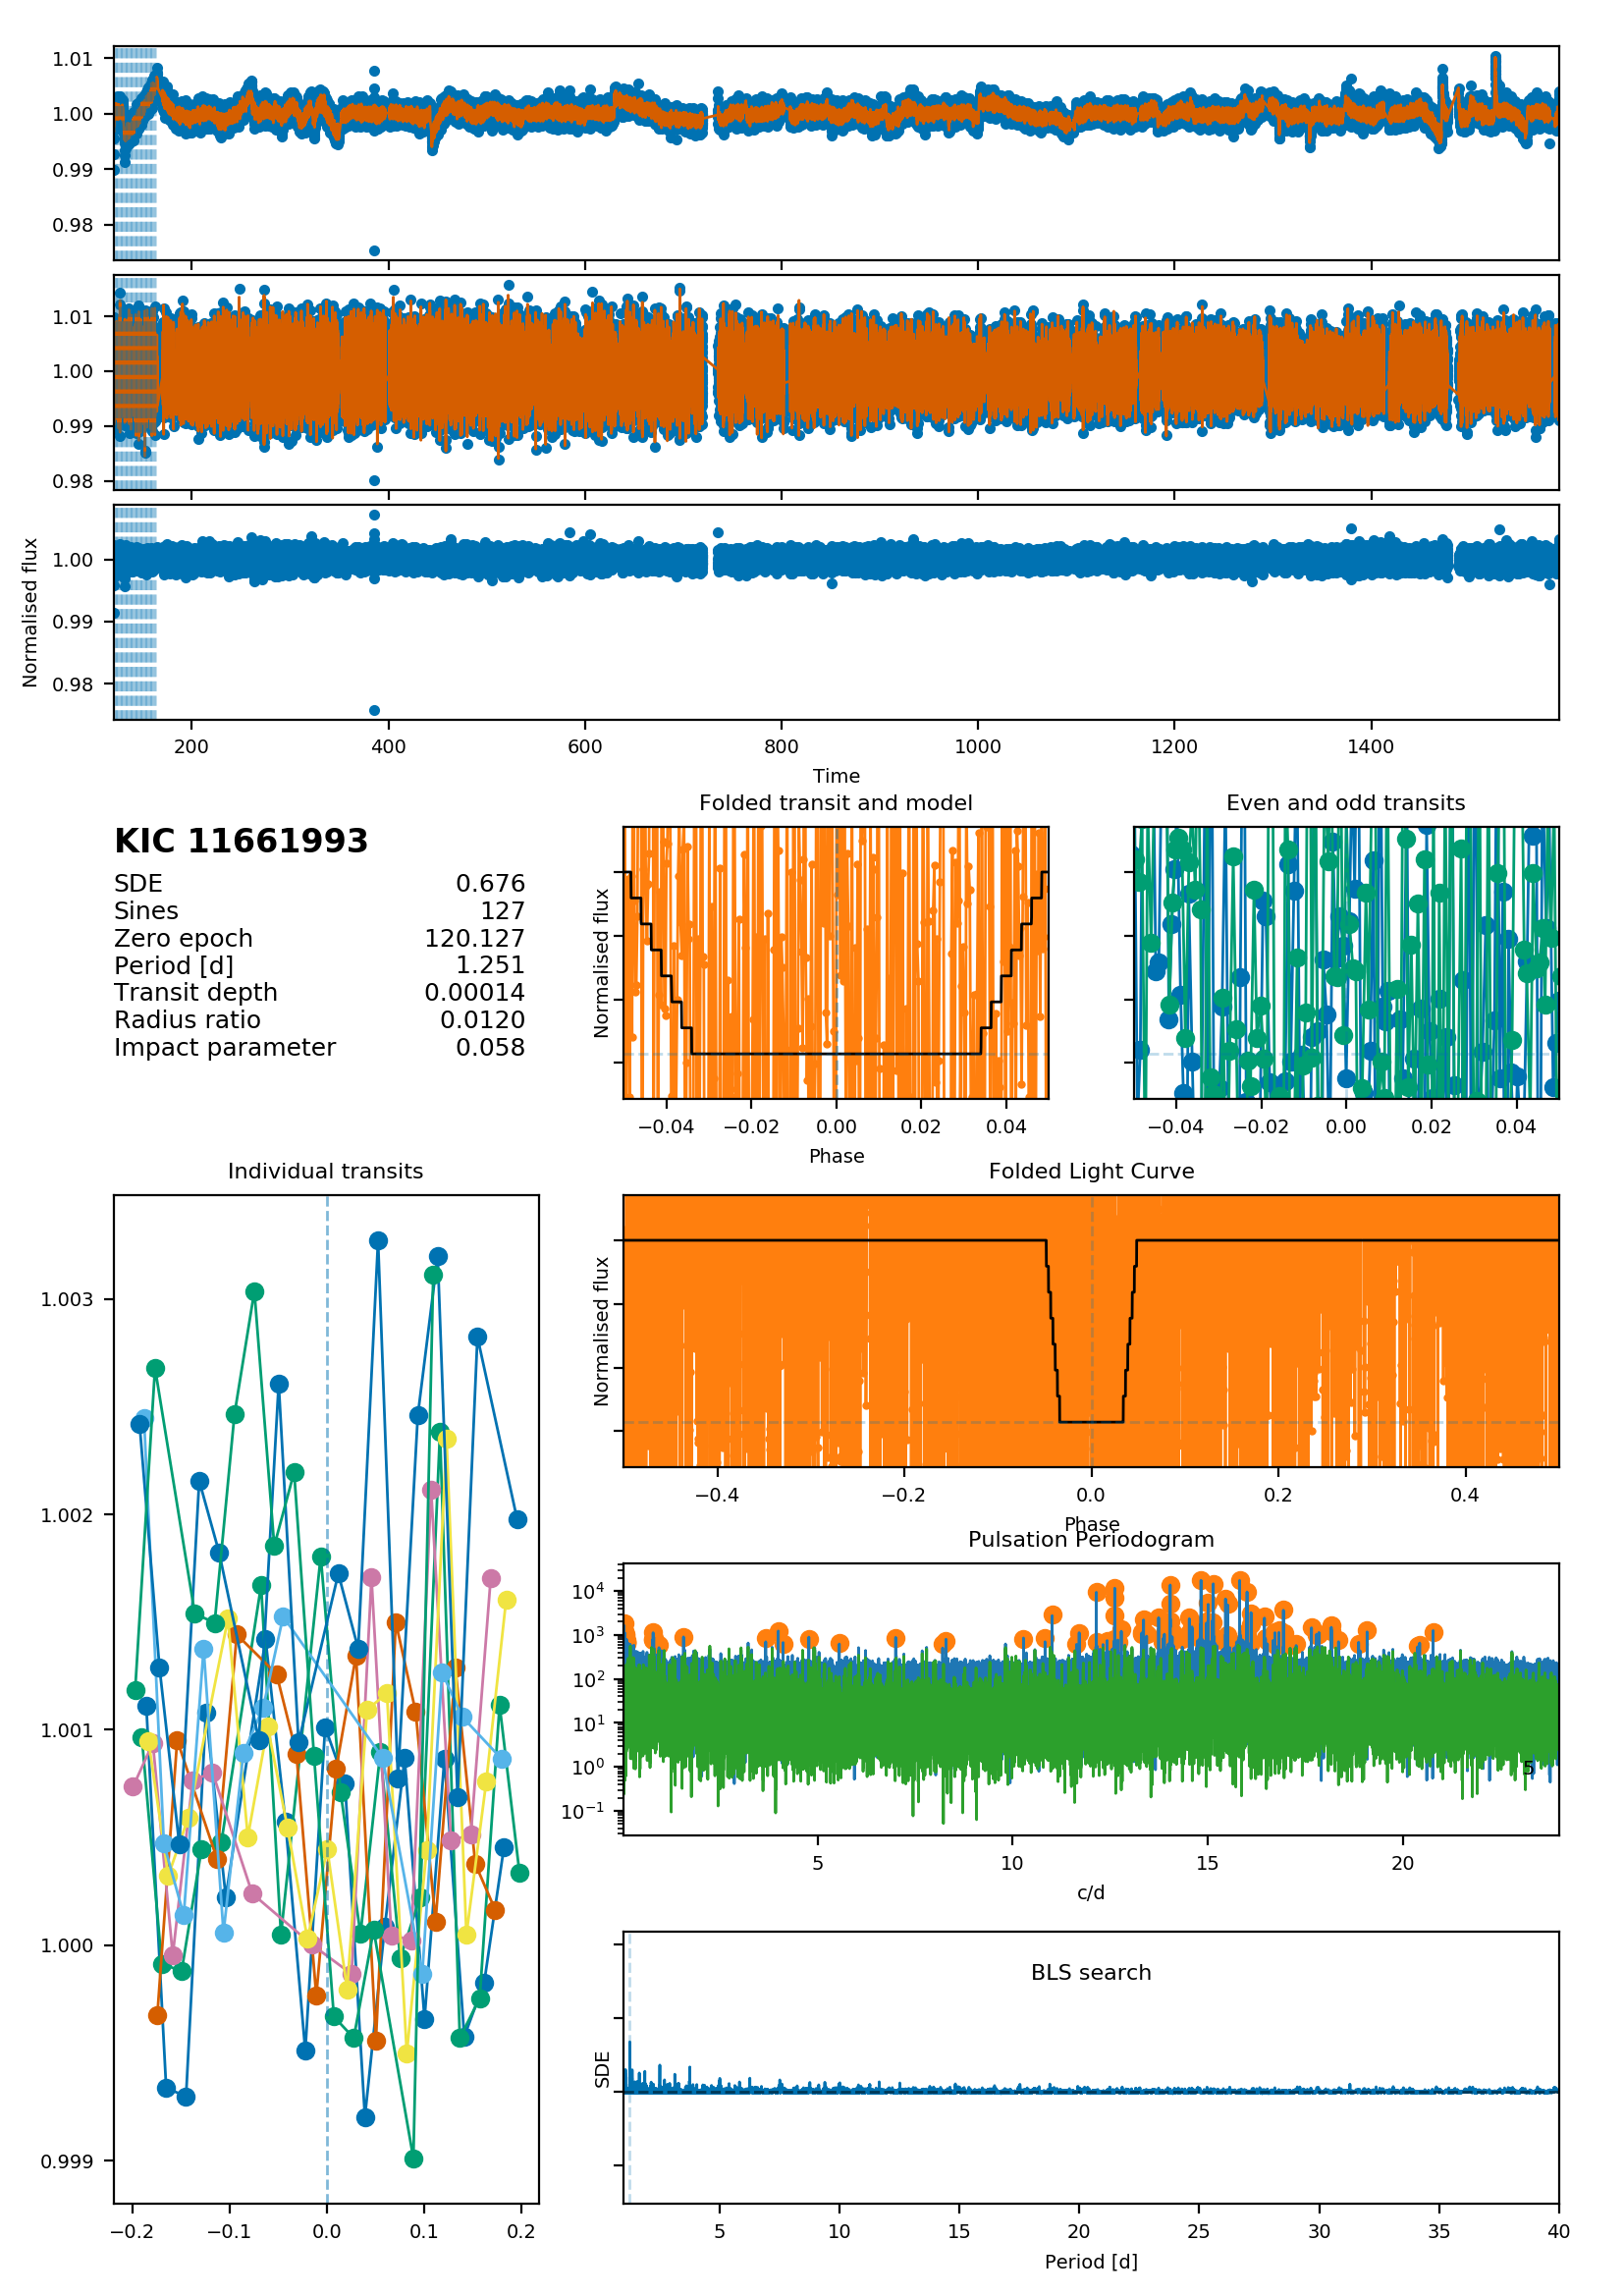 1.01
1.00
0.99
0.98
1.01
1.00
0.99
0.98
1.00
0.99
0.98
Normalised flux
200 400 600 800 1000 1200 1400
Time
KIC 11661993
SDE 0.676
Sines 127
Zero epoch 120.127
Period [d] 1.251
Transit depth 0.00014
Radius ratio 0.0120
Impact parameter 0.058
Folded transit and model
Normalised flux
−0.04 −0.02 0.00 0.02 0.04
Phase
Even and odd transits
−0.04 −0.02 0.00 0.02 0.04
Individual transits
1.003
1.002
1.001
1.000
0.999
−0.2 −0.1 0.0 0.1 0.2
Folded Light Curve
Normalised flux
−0.4 −0.2 0.0 0.2 0.4
Phase
Pulsation Periodogram
10⁴
10³
10²
10¹
10⁰
10⁻¹
5
5 10 15 20
c/d
BLS search
SDE
5 10 15 20 25 30 35 40
Period [d]